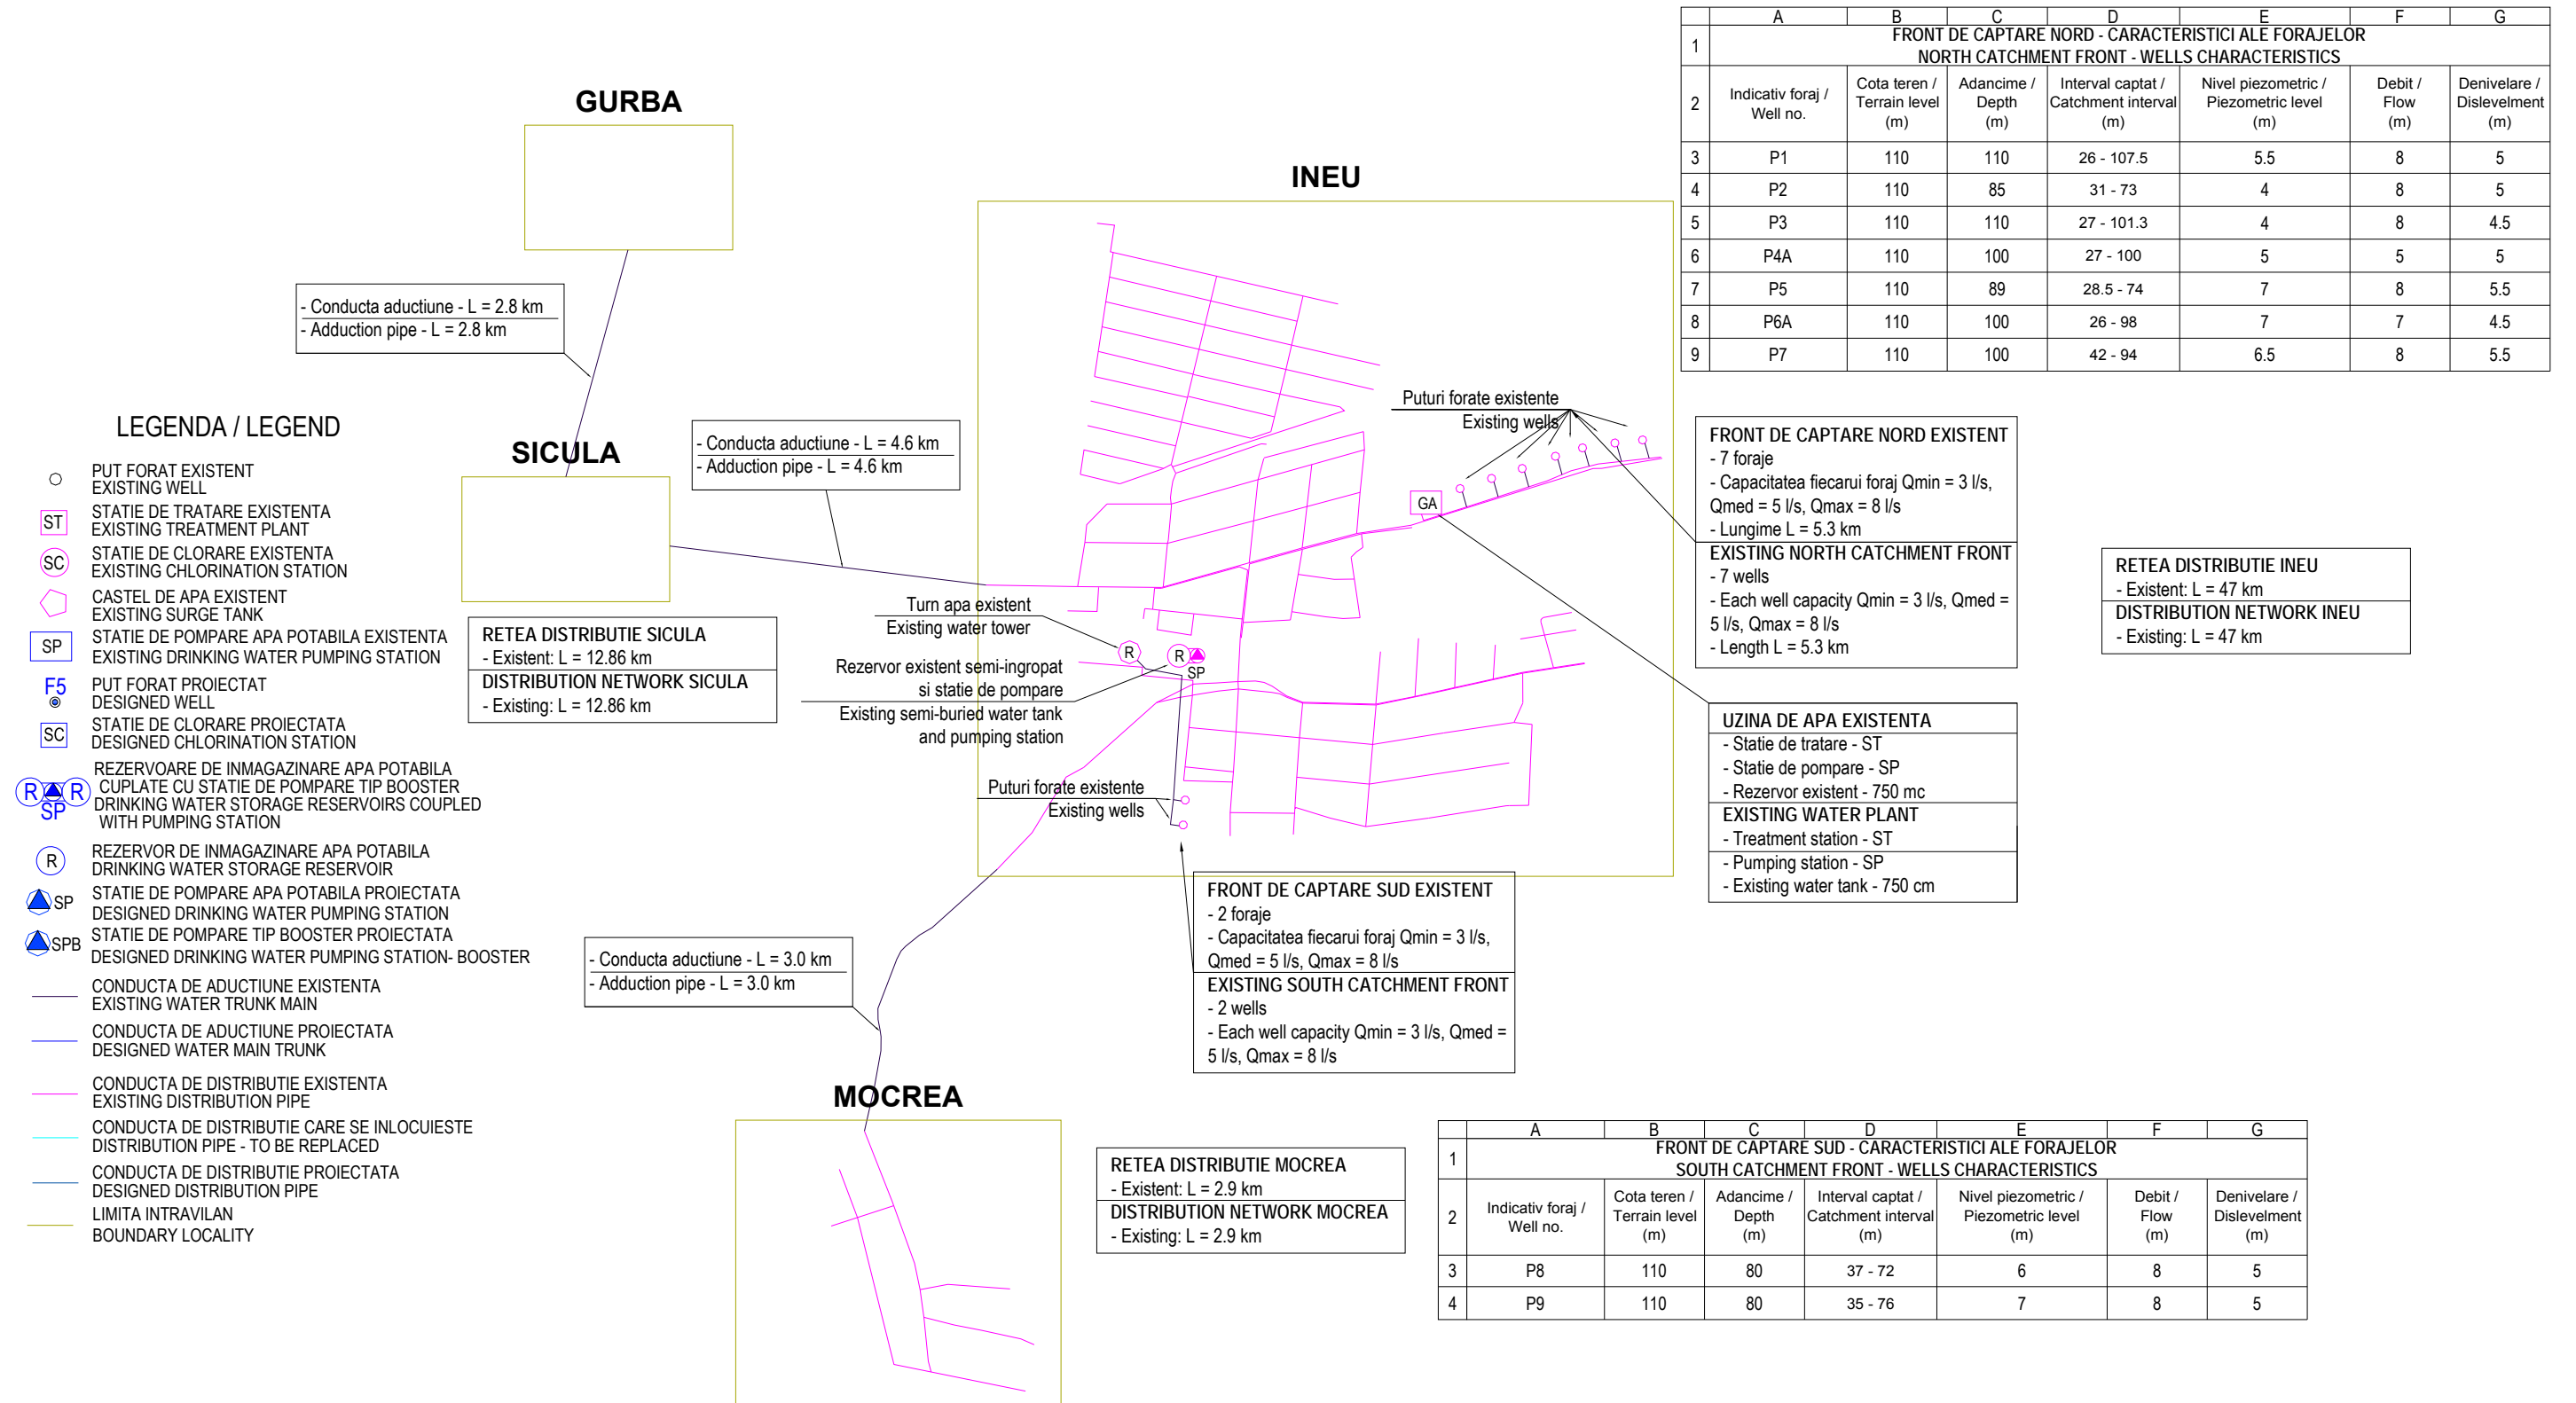 A B C D E F G
1 FRONT DE CAPTARE NORD - CARACTERISTICI ALE FORAJELOR
NORTH CATCHMENT FRONT - WELLS CHARACTERISTICS
2 Indicativ foraj / Well no. Cota teren / Terrain level (m) Adancime / Depth (m) Interval captat / Catchment interval (m) Nivel piezometric / Piezometric level (m) Debit / Flow (m) Denivelare / Dislevelment (m)
3 P1 110 110 26 - 107.5 5.5 8 5
4 P2 110 85 31 - 73 4 8 5
5 P3 110 110 27 - 101.3 4 8 4.5
6 P4A 110 100 27 - 100 5 5 5
7 P5 110 89 28.5 - 74 7 8 5.5
8 P6A 110 100 26 - 98 7 7 4.5
9 P7 110 100 42 - 94 6.5 8 5.5
GURBA
INEU
- Conducta aductiune - L = 2.8 km
- Adduction pipe - L = 2.8 km
SICULA
- Conducta aductiune - L = 4.6 km
- Adduction pipe - L = 4.6 km
Puturi forate existente
Existing wells
GA
FRONT DE CAPTARE NORD EXISTENT
- 7 foraje
- Capacitatea fiecarui foraj Qmin = 3 l/s,
Qmed = 5 l/s, Qmax = 8 l/s
- Lungime L = 5.3 km
EXISTING NORTH CATCHMENT FRONT
- 7 wells
- Each well capacity Qmin = 3 l/s, Qmed =
5 l/s, Qmax = 8 l/s
- Length L = 5.3 km
RETEA DISTRIBUTIE INEU
- Existent: L = 47 km
DISTRIBUTION NETWORK INEU
- Existing: L = 47 km
LEGENDA / LEGEND
PUT FORAT EXISTENT
EXISTING WELL
ST
STATIE DE TRATARE EXISTENTA
EXISTING TREATMENT PLANT
SC
STATIE DE CLORARE EXISTENTA
EXISTING CHLORINATION STATION
CASTEL DE APA EXISTENT
EXISTING SURGE TANK
SP
STATIE DE POMPARE APA POTABILA EXISTENTA
EXISTING DRINKING WATER PUMPING STATION
F5
PUT FORAT PROIECTAT
DESIGNED WELL
SC
STATIE DE CLORARE PROIECTATA
DESIGNED CHLORINATION STATION
R R
SP
REZERVOARE DE INMAGAZINARE APA POTABILA
CUPLATE CU STATIE DE POMPARE TIP BOOSTER
DRINKING WATER STORAGE RESERVOIRS COUPLED
WITH PUMPING STATION
R
REZERVOR DE INMAGAZINARE APA POTABILA
DRINKING WATER STORAGE RESERVOIR
SP
STATIE DE POMPARE APA POTABILA PROIECTATA
DESIGNED DRINKING WATER PUMPING STATION
SPB
STATIE DE POMPARE TIP BOOSTER PROIECTATA
DESIGNED DRINKING WATER PUMPING STATION- BOOSTER
CONDUCTA DE ADUCTIUNE EXISTENTA
EXISTING WATER TRUNK MAIN
CONDUCTA DE ADUCTIUNE PROIECTATA
DESIGNED WATER MAIN TRUNK
CONDUCTA DE DISTRIBUTIE EXISTENTA
EXISTING DISTRIBUTION PIPE
CONDUCTA DE DISTRIBUTIE CARE SE INLOCUIESTE
DISTRIBUTION PIPE - TO BE REPLACED
CONDUCTA DE DISTRIBUTIE PROIECTATA
DESIGNED DISTRIBUTION PIPE
LIMITA INTRAVILAN
BOUNDARY LOCALITY
RETEA DISTRIBUTIE SICULA
- Existent: L = 12.86 km
DISTRIBUTION NETWORK SICULA
- Existing: L = 12.86 km
Turn apa existent
Existing water tower
R
R
SP
Rezervor existent semi-ingropat
si statie de pompare
Existing semi-buried water tank
and pumping station
Puturi forate existente
Existing wells
UZINA DE APA EXISTENTA
- Statie de tratare - ST
- Statie de pompare - SP
- Rezervor existent - 750 mc
EXISTING WATER PLANT
- Treatment station - ST
- Pumping station - SP
- Existing water tank - 750 cm
FRONT DE CAPTARE SUD EXISTENT
- 2 foraje
- Capacitatea fiecarui foraj Qmin = 3 l/s,
Qmed = 5 l/s, Qmax = 8 l/s
EXISTING SOUTH CATCHMENT FRONT
- 2 wells
- Each well capacity Qmin = 3 l/s, Qmed =
5 l/s, Qmax = 8 l/s
- Conducta aductiune - L = 3.0 km
- Adduction pipe - L = 3.0 km
MOCREA
RETEA DISTRIBUTIE MOCREA
- Existent: L = 2.9 km
DISTRIBUTION NETWORK MOCREA
- Existing: L = 2.9 km
A B C D E F G
1 FRONT DE CAPTARE SUD - CARACTERISTICI ALE FORAJELOR
SOUTH CATCHMENT FRONT - WELLS CHARACTERISTICS
2 Indicativ foraj / Well no. Cota teren / Terrain level (m) Adancime / Depth (m) Interval captat / Catchment interval (m) Nivel piezometric / Piezometric level (m) Debit / Flow (m) Denivelare / Dislevelment (m)
3 P8 110 80 37 - 72 6 8 5
4 P9 110 80 35 - 76 7 8 5